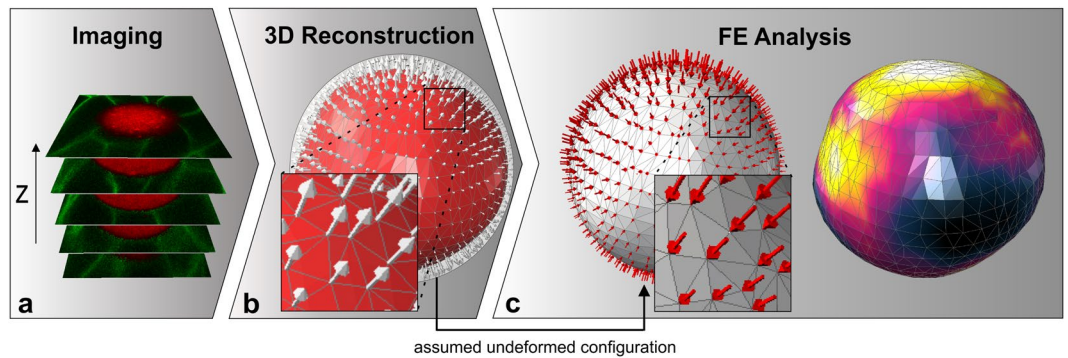 Imaging
3D Reconstruction
FE Analysis
Z
a
b
c
assumed undeformed configuration